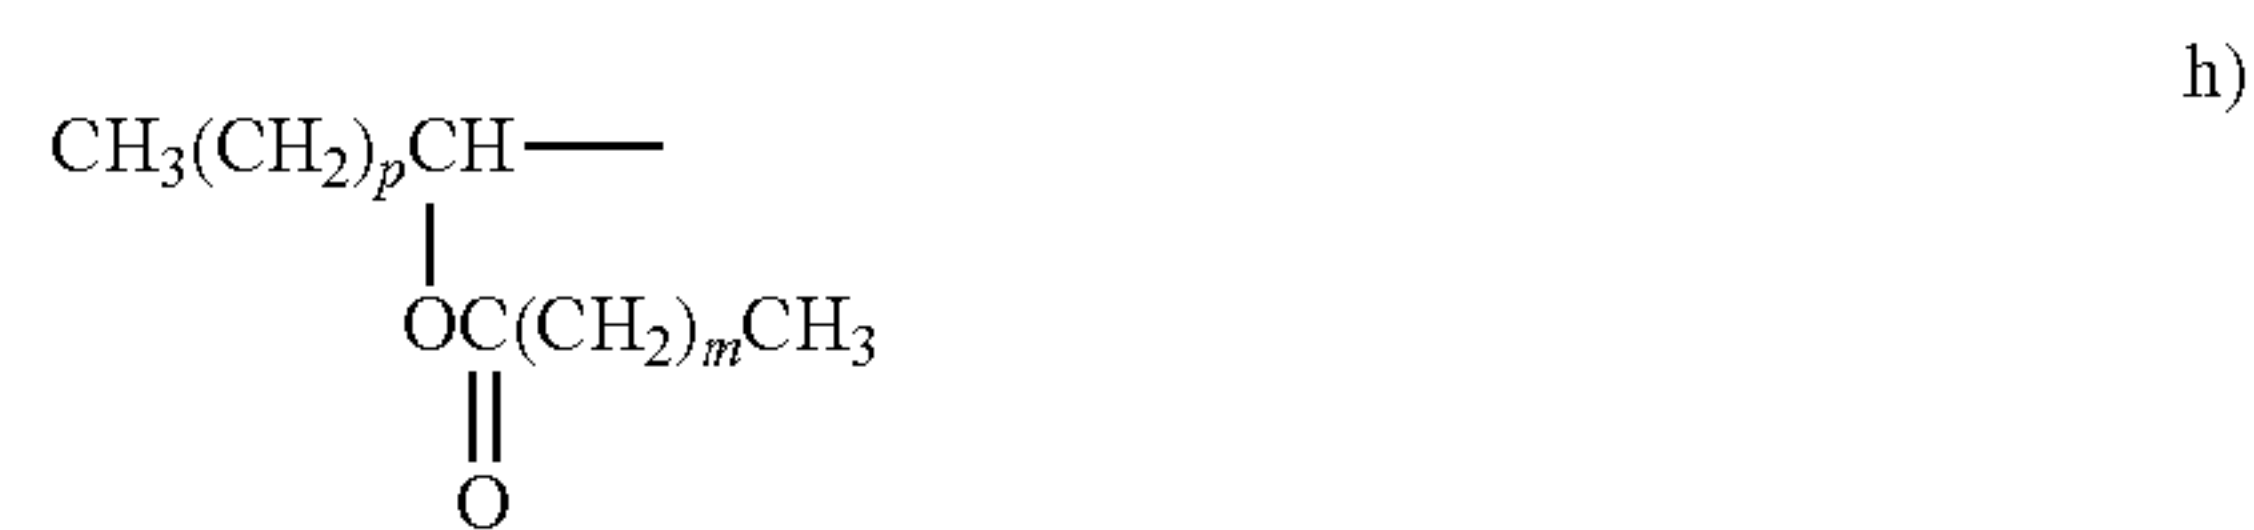 h)
CH₃(CH₂)ₚCH—
OC(CH₂)ₘCH₃
O